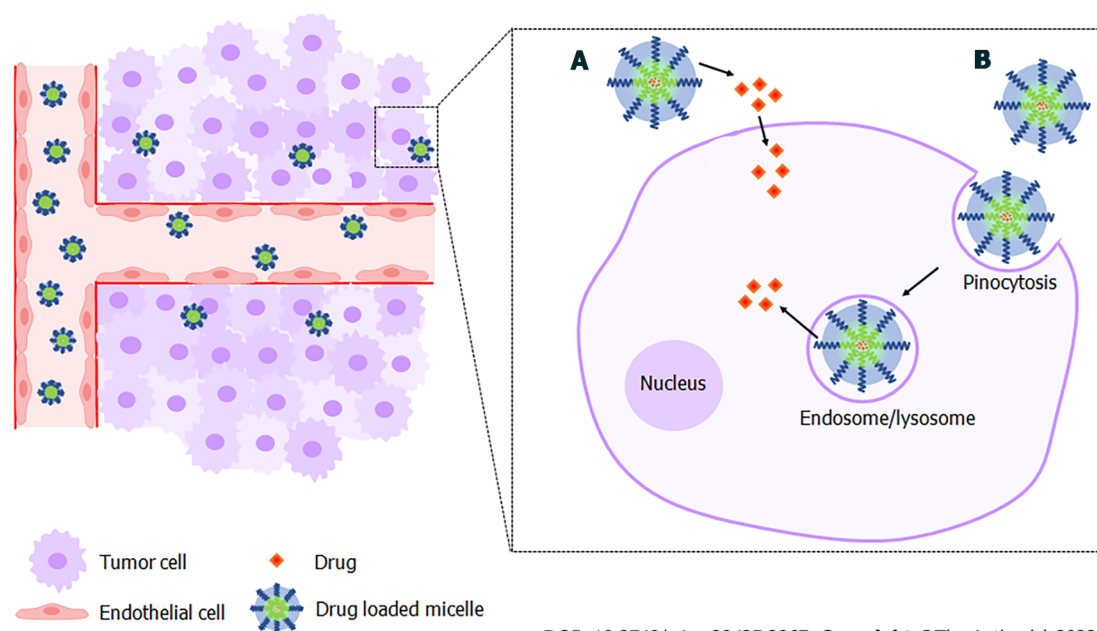 A
B
Pinocytosis
Nucleus
Endosome/lysosome
Tumor cell
Drug
Endothelial cell
Drug loaded micelle